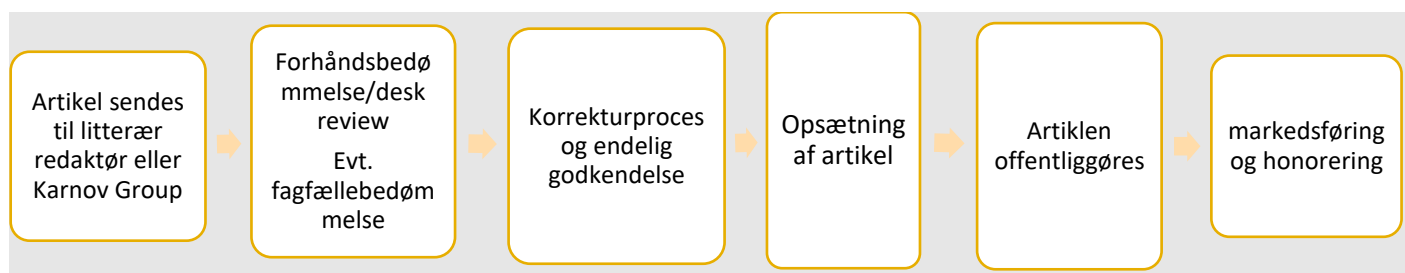 Artikel sendes
til litterær
redaktør eller
Karnov Group
Forhåndsbedø
mmelse/desk
review
Evt.
fagfællebedøm
melse
Korrekturproces
og endelig
godkendelse
Opsætning
af artikel
Artiklen
offentliggøres
markedsføring
og honorering